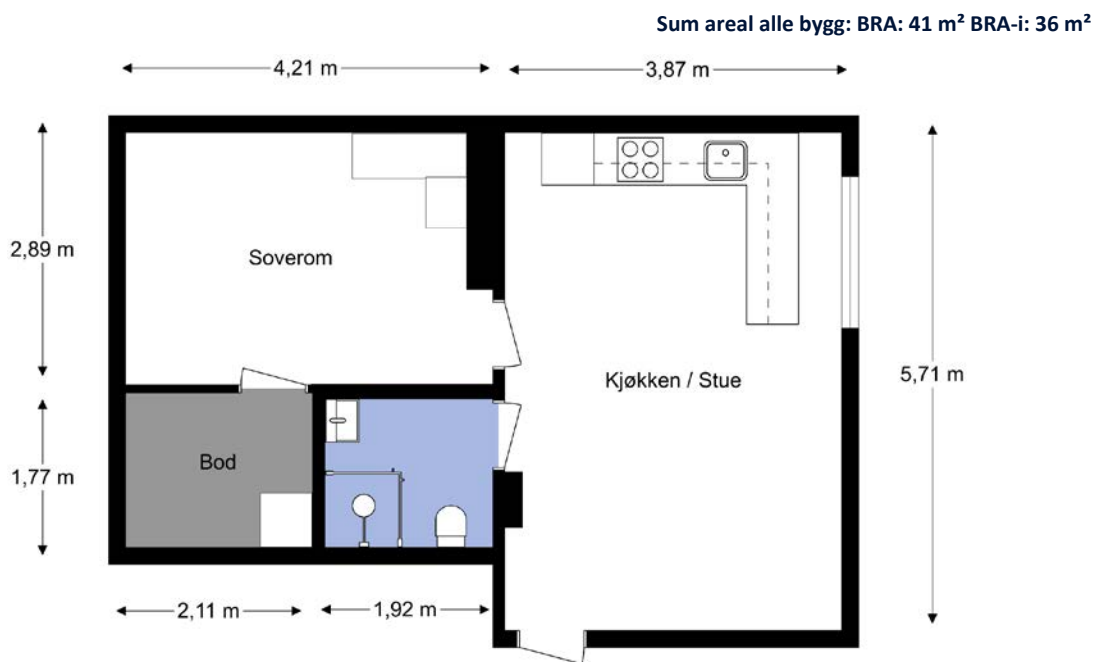 Sum areal alle bygg: BRA: 41 m² BRA-i: 36 m²
4,21 m
3,87 m
2,89 m
Soverom
Kjøkken / Stue
5,71 m
Bod
1,77 m
2,11 m
1,92 m